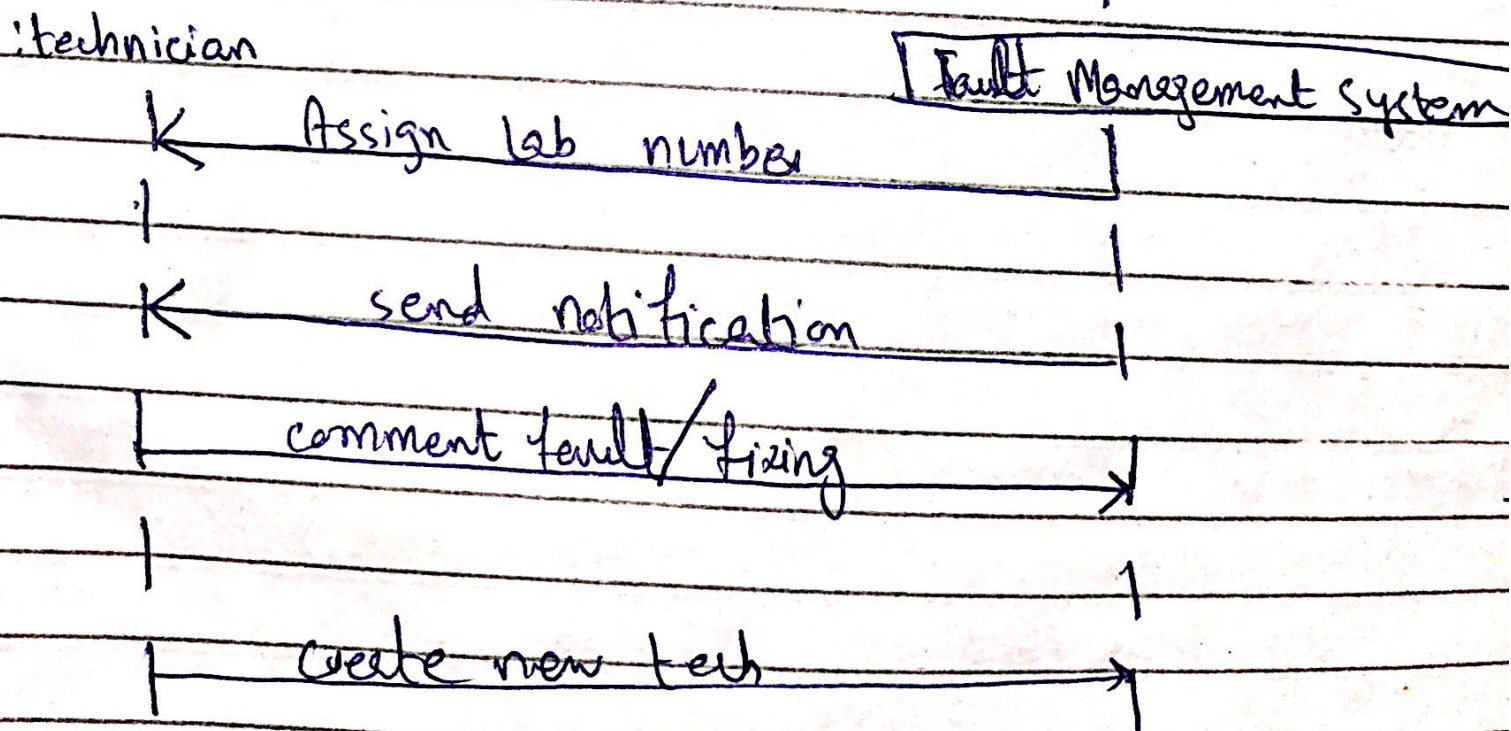 :technician
Fault Management System
Assign Lab number
send notification
comment fault/fixing
create new tech